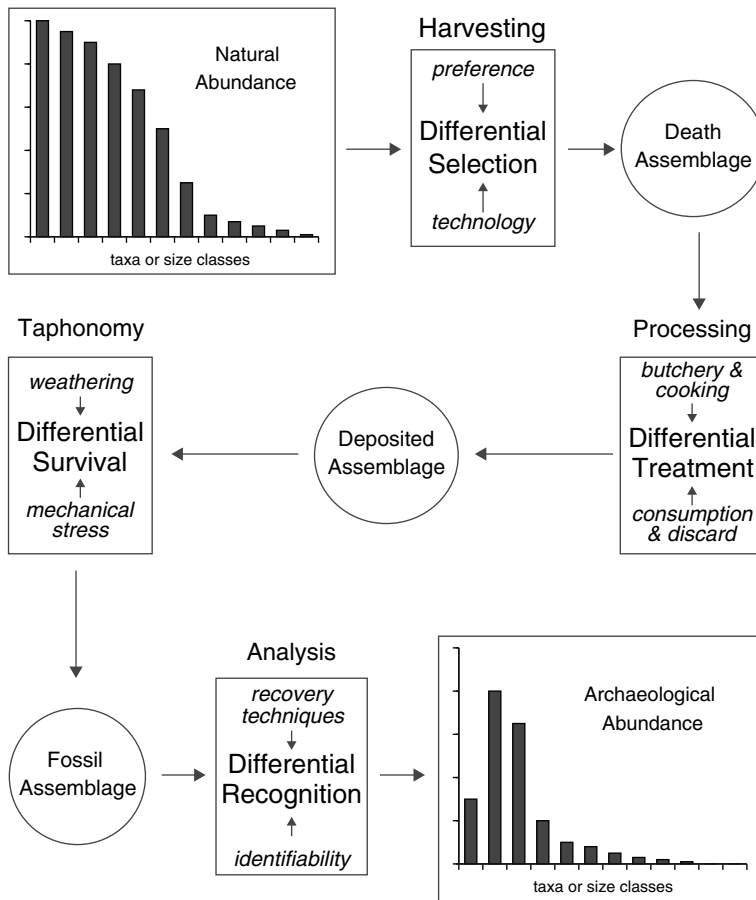 Natural
Abundance
taxa or size classes
Harvesting
preference
Differential
Selection
technology
Death
Assemblage
Processing
butchery &
cooking
Differential
Treatment
consumption
& discard
Deposited
Assemblage
Taphonomy
weathering
Differential
Survival
mechanical
stress
Fossil
Assemblage
Analysis
recovery
techniques
Differential
Recognition
identifiability
Archaeological
Abundance
taxa or size classes